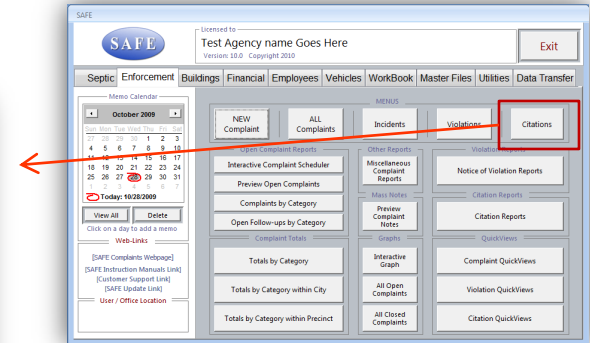 SAFE
SAFE
Licensed to
Test Agency name Goes Here
Version: 10.0 Copyright 2010
Exit
Septic Enforcement Buildings Financial Employees Vehicles WorkBook Master Files Utilities Data Transfer
Memo Calendar
October 2009
Sun Mon Tue Wed Thu Fri Sat
27 28 29 30 1 2 3
4 5 6 7 8 9 10
11 12 13 14 15 16 17
18 19 20 21 22 23 24
25 26 27 28 29 30 31
1 2 3 4 5 6 7
Today: 10/28/2009
View All Delete
Click on a day to add a memo
Web-Links
[SAFE Complaints Webpage]
[SAFE Instruction Manuals Link]
[Customer Support Link]
[SAFE Update Link]
User / Office Location
MENUS
NEW Complaint
ALL Complaints
Incidents
Violations
Citations
Open Complaint Reports
Interactive Complaint Scheduler
Preview Open Complaints
Complaints by Category
Open Follow-ups by Category
Complaint Totals
Totals by Category
Totals by Category within City
Totals by Category within Precinct
Other Reports
Miscellaneous
Complaint
Reports
Mass Notes
Preview
Complaint
Notes
Graphs
Interactive
Graph
All Open
Complaints
All Closed
Complaints
Violation Reports
Notice of Violation Reports
Citation Reports
Citation Reports
QuickViews
Complaint QuickViews
Violation QuickViews
Citation QuickViews